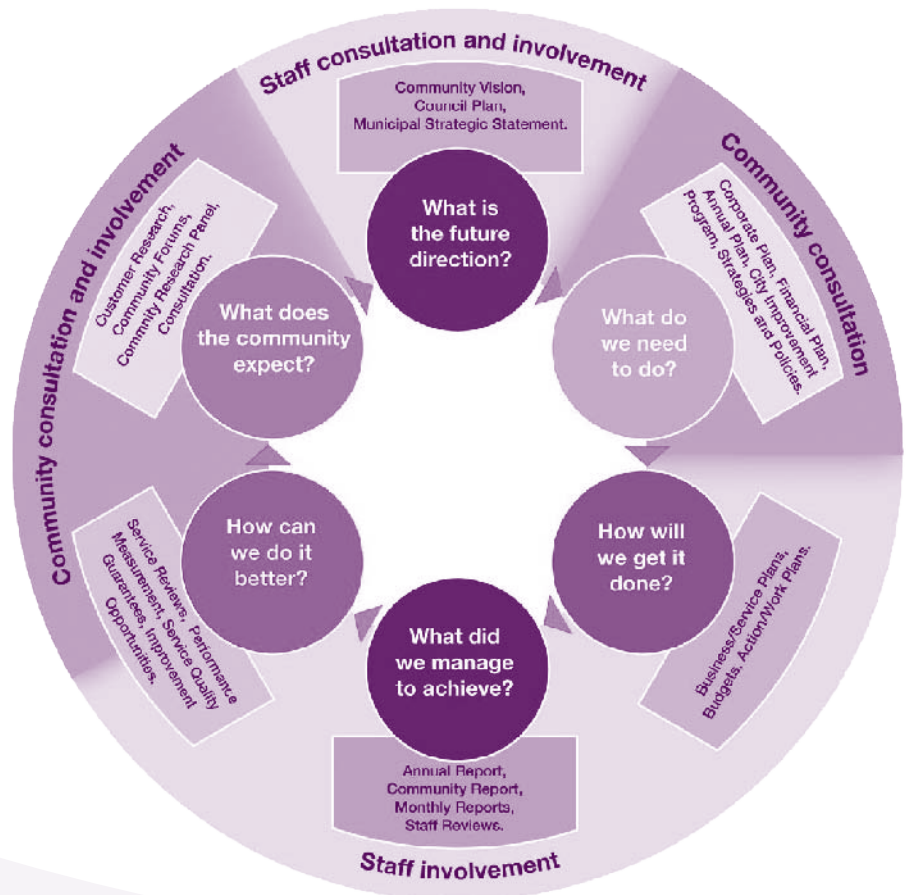 Staff consultation and involvement
Community Vision,
Council Plan,
Municipal Strategic Statement.
What is
the future
direction?
Community consultation
Corporate Plan, Financial Plan,
Annual Plan, City Improvement
Program, Strategies and Policies.
What do
we need
to do?
Business/Service Plans,
Budgets, Action/Work Plans.
How will
we get it
done?
What did
we manage
to achieve?
Annual Report,
Community Report,
Monthly Reports,
Staff Reviews.
Staff involvement
How can
we do it
better?
Service Reviews, Performance
Measurement, Service Quality
Guarantees, Improvement
Opportunities.
Community consultation and involvement
Customer Research,
Community Forums,
Community Research Panel,
Consultation.
What does
the community
expect?